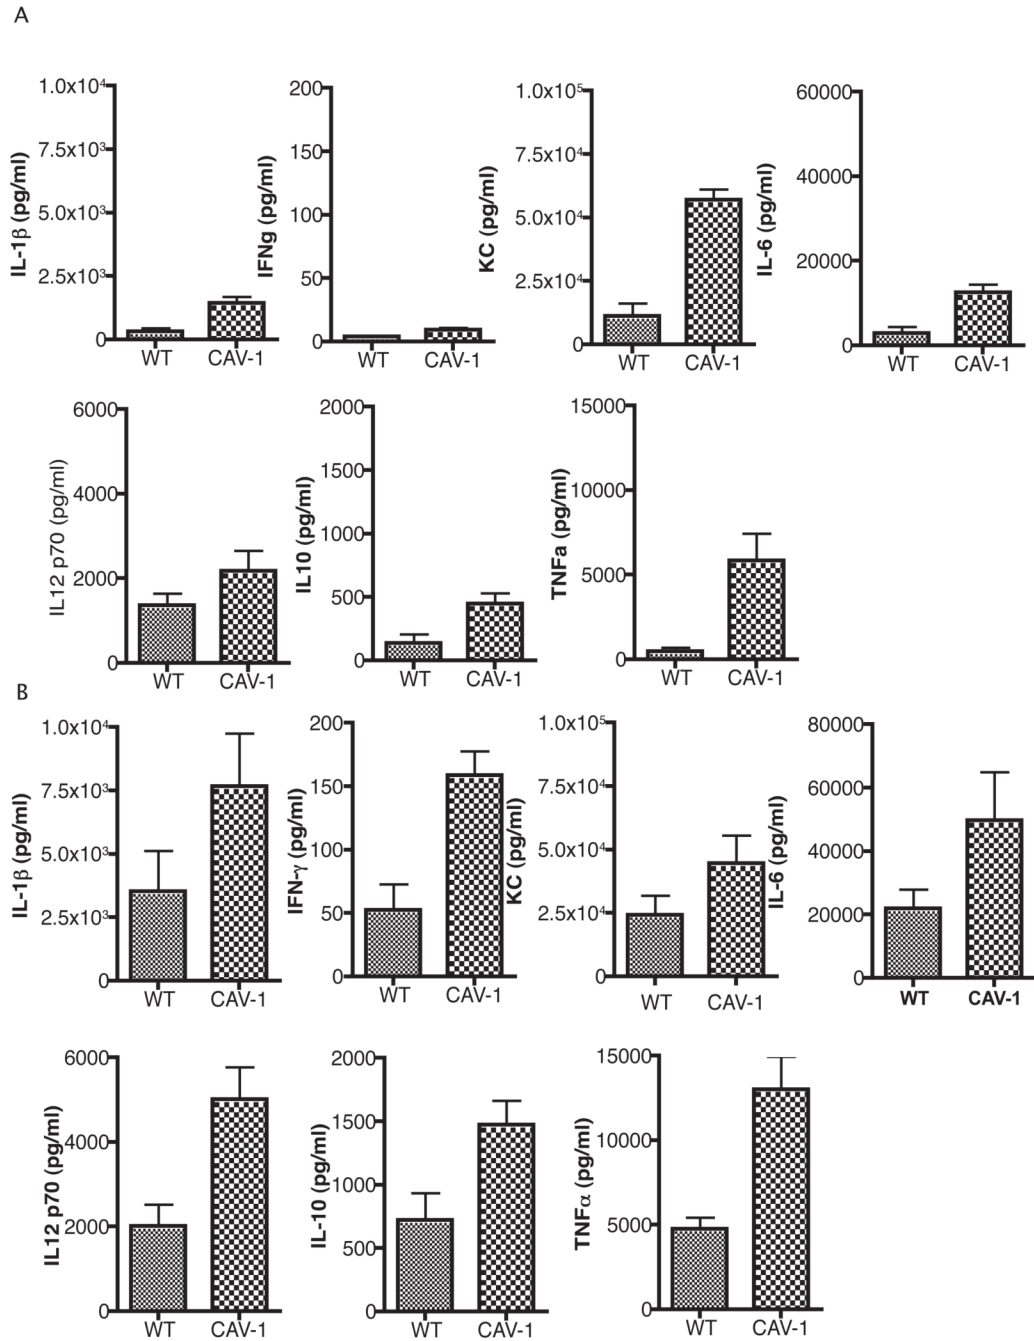 A
IL-1β (pg/ml)
1.0x10⁴
7.5x10³
5.0x10³
2.5x10³
0
WT CAV-1
IFNg (pg/ml)
200
150
100
50
0
WT CAV-1
KC (pg/ml)
1.0x10⁵
7.5x10⁴
5.0x10⁴
2.5x10⁴
0
WT CAV-1
IL-6 (pg/ml)
60000
40000
20000
0
WT CAV-1
IL12 p70 (pg/ml)
6000
4000
2000
0
WT CAV-1
IL10 (pg/ml)
2000
1500
1000
500
0
WT CAV-1
TNFa (pg/ml)
15000
10000
5000
0
WT CAV-1
B
IL-1β (pg/ml)
1.0x10⁴
7.5x10³
5.0x10³
2.5x10³
0
WT CAV-1
IFN-γ (pg/ml)
200
150
100
50
0
WT CAV-1
KC (pg/ml)
1.0x10⁵
7.5x10⁴
5.0x10⁴
2.5x10⁴
0
WT CAV-1
IL-6 (pg/ml)
80000
60000
40000
20000
0
WT CAV-1
IL12 p70 (pg/ml)
6000
4000
2000
0
WT CAV-1
IL-10 (pg/ml)
2000
1500
1000
500
0
WT CAV-1
TNFα (pg/ml)
15000
10000
5000
0
WT CAV-1